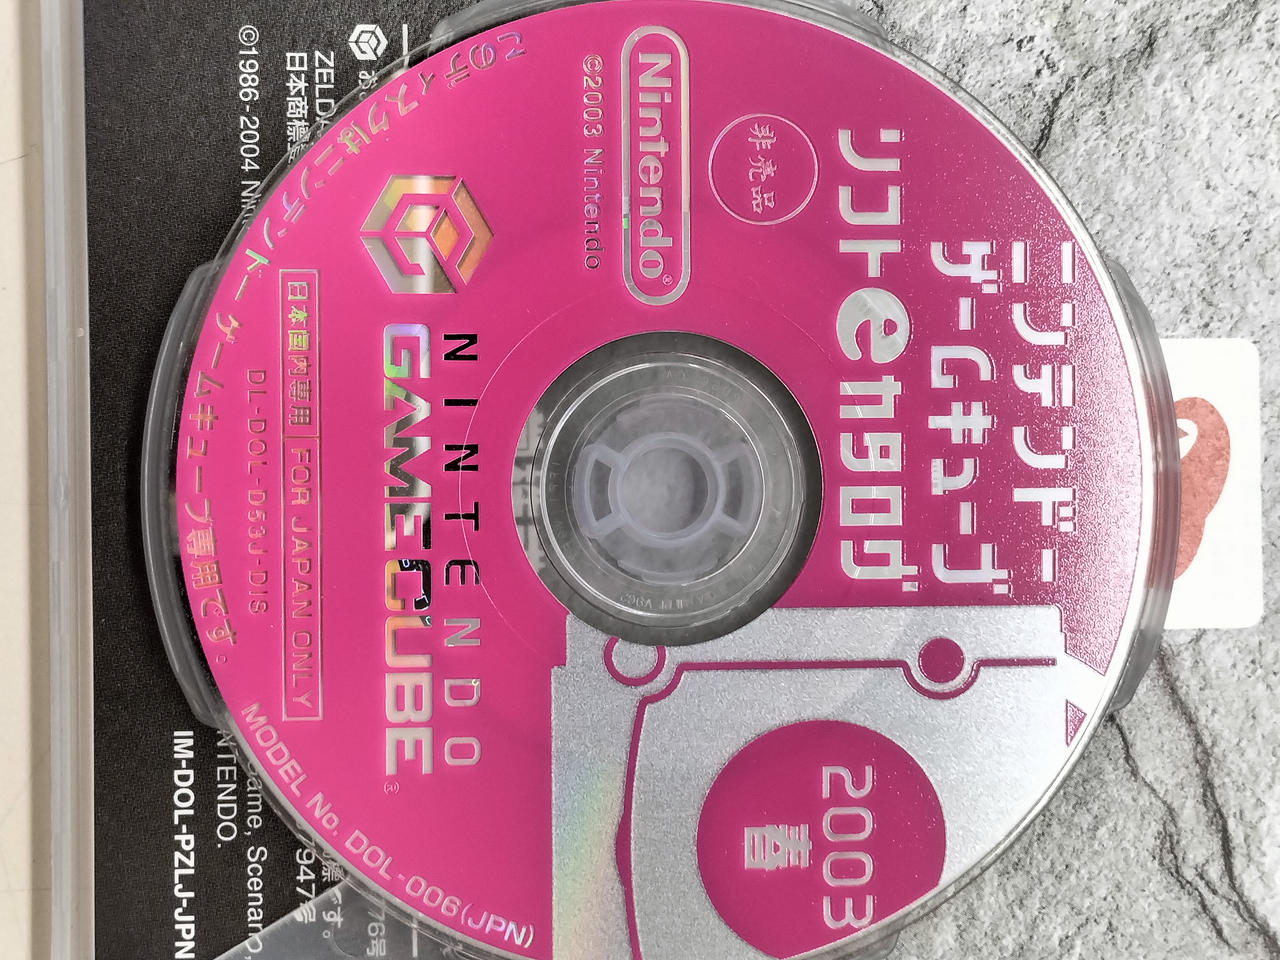 ニンテンドー
ゲームキューブ
ソフトeカタログ
2003
春
非売品
Nintendo®
©2003 Nintendo
NINTENDO
GAMECUBE®
日本国内専用 FOR JAPAN ONLY
DL-DOL-D53J-DIS
このディスクはニンテンドーゲームキューブ専用です。
MODEL No. DOL-006(JPN)
ZELDA
日本商標
©1986-2004
NTENDO.
ame, Scenario,
IM-DOL-PZLJ-JPN